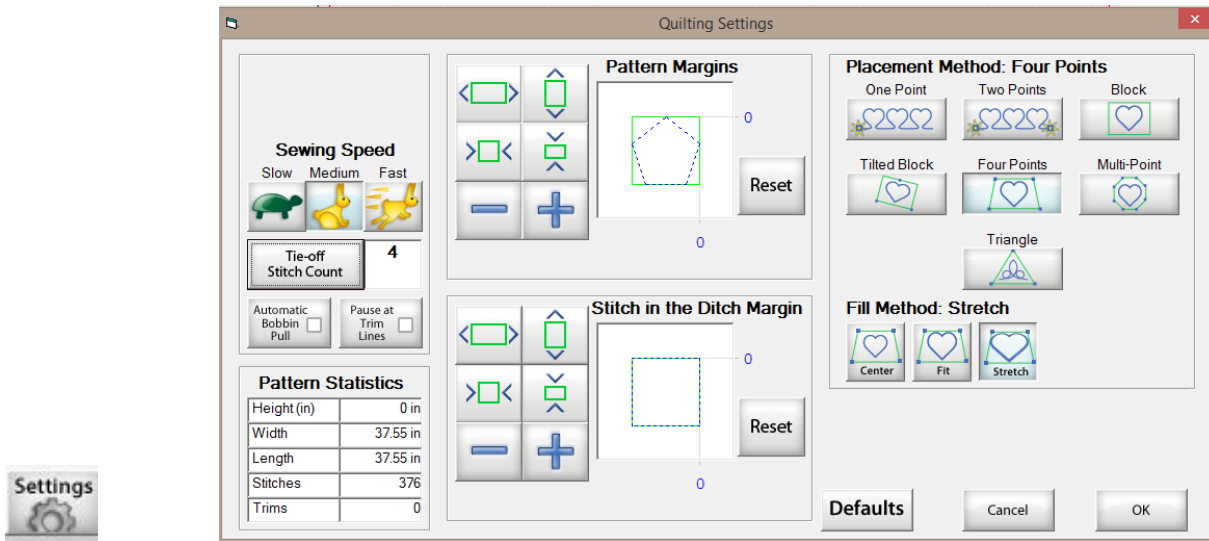 Settings
Quilting Settings
Sewing Speed
Slow Medium Fast
Tie-off
Stitch Count
4
Automatic
Bobbin
Pull
Pause at
Trim
Lines
Pattern Statistics
Height (in) 0 in
Width 37.55 in
Length 37.55 in
Stitches 376
Trims 0
Pattern Margins
0
Reset
0
Stitch in the Ditch Margin
0
Reset
0
Placement Method: Four Points
One Point Two Points Block
Tilted Block Four Points Multi-Point
Triangle
Fill Method: Stretch
Center Fit Stretch
Defaults Cancel OK